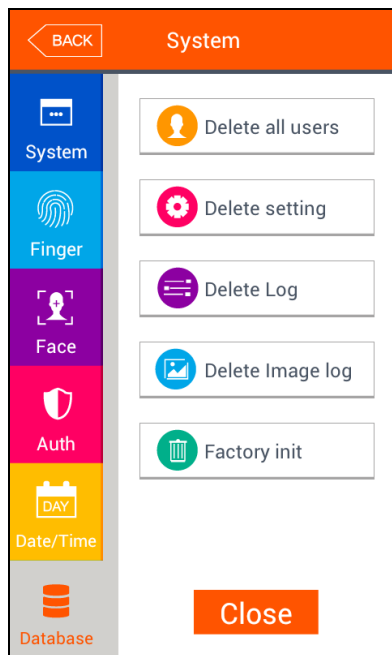 BACK
System
System
Finger
Face
Auth
DAY
Date/Time
Database
Delete all users
Delete setting
Delete Log
Delete Image log
Factory init
Close